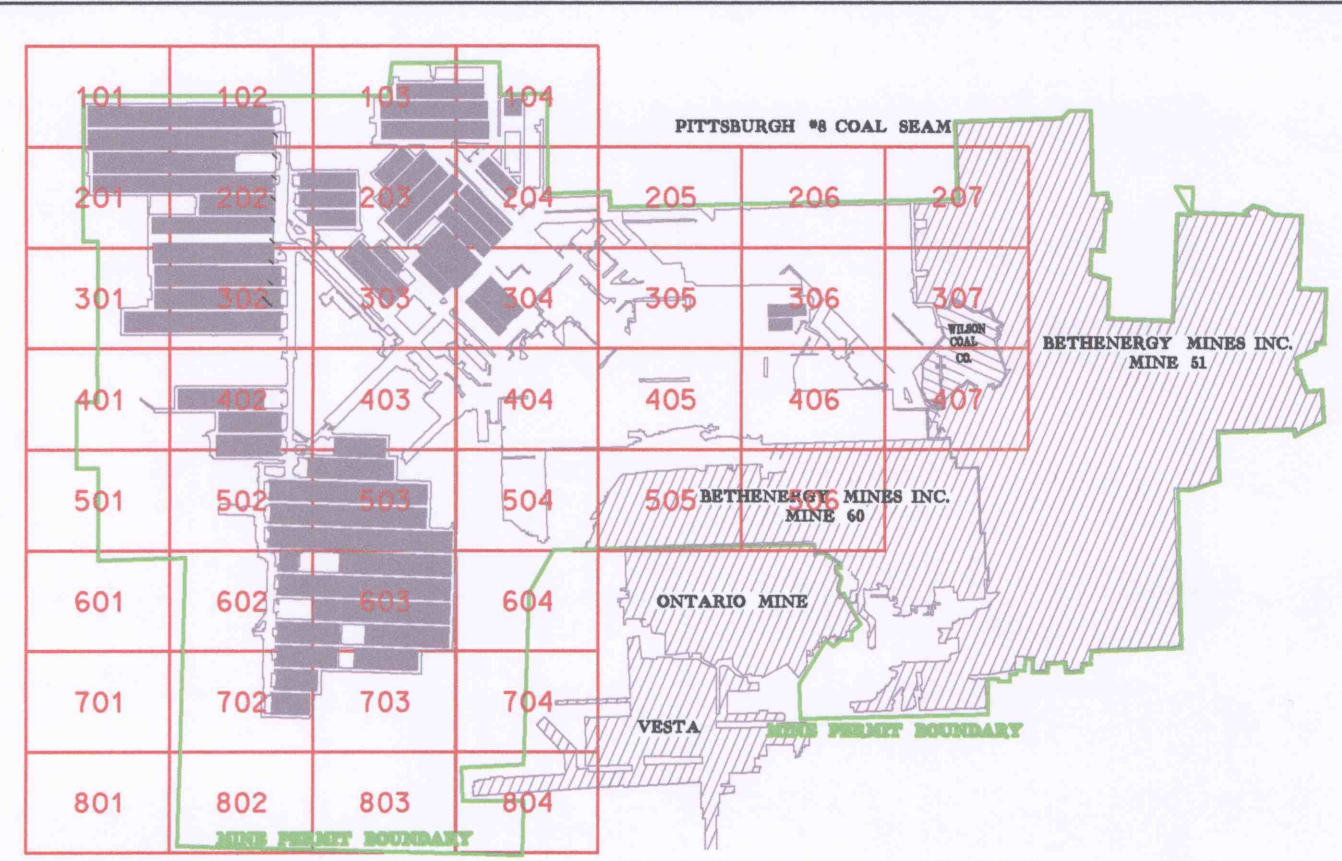 101 102 103 104
PITTSBURGH #8 COAL SEAM
201 202 203 204 205 206 207
301 302 303 304 305 306 307
WILSON
COAL
CO.
BETHENERGY MINES INC.
MINE 51
401 402 403 404 405 406 407
501 502 503 504 505 506
BETHENERGY MINES INC.
MINE 60
601 602 603 604
ONTARIO MINE
701 702 703 704
VESTA
MINE PERMIT BOUNDARY
801 802 803 804
MINE PERMIT BOUNDARY